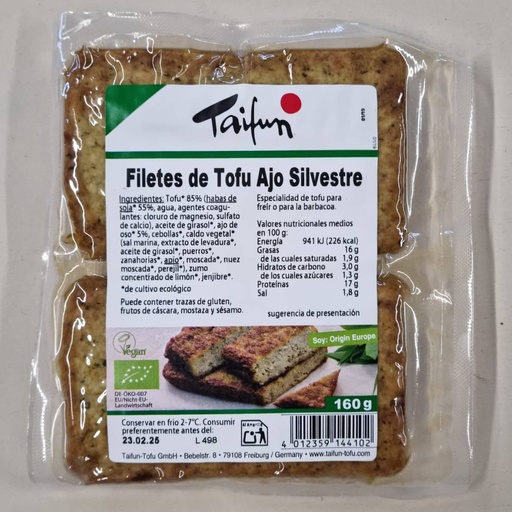 Taifun
Filetes de Tofu Ajo Silvestre
Ingredientes: Tofu* 85% (habas de
soja* 55%, agua, agentes coagu-
lantes: cloruro de magnesio, sulfato
de calcio), aceite de girasol*, ajo de
oso* 5%, cebollas*, caldo vegetal*
(sal marina, extracto de levadura*,
aceite de girasol*, puerros*,
zanahorias*, apio*, moscada*, nuez
moscada*, perejil*), zumo
concentrado de limón*, jenjibre*.
*de cultivo ecológico
Puede contener trazas de gluten,
frutos de cáscara, mostaza y sésamo.
Especialidad de tofu para
freír o para la barbacoa.
Valores nutricionales medios
en 100 g:
Energía 941 kJ (226 kcal)
Grasas 16 g
de las cuales saturadas 1,9 g
Hidratos de carbono 3,0 g
de los cuales azúcares 1,3 g
Proteínas 17 g
Sal 1,8 g
sugerencia de presentación
Soy: Origin Europe
Vegan
DE-ÖKO-007
EU/Nicht-EU-
Landwirtschaft
160 g
Conservar en frío 2-7°C. Consumir
preferentemente antes del:
23.02.25 L 498
Al Amarillo
4 012359 144102
Taifun-Tofu GmbH • Bebelstr. 8 • 79108 Freiburg / Germany • www.taifun-tofu.com